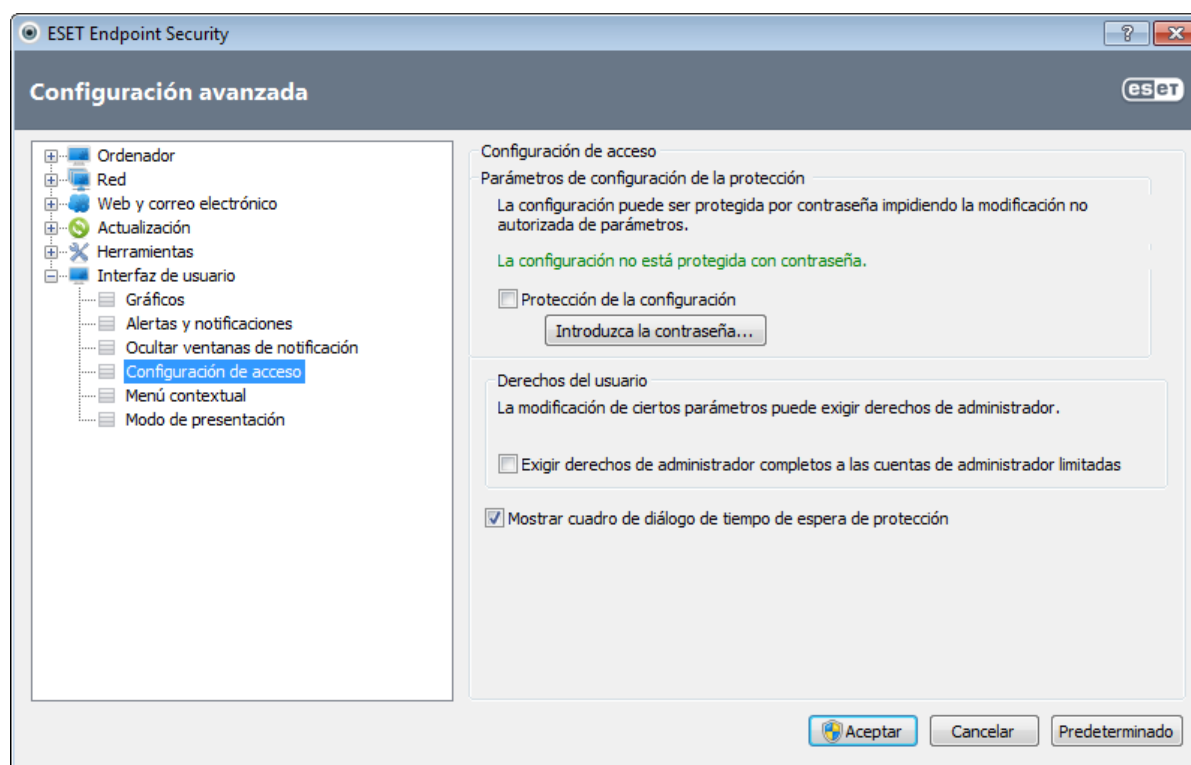 ESET Endpoint Security
?
Configuración avanzada
eset
Ordenador
Red
Web y correo electrónico
Actualización
Herramientas
Interfaz de usuario
Gráficos
Alertas y notificaciones
Ocultar ventanas de notificación
Configuración de acceso
Menú contextual
Modo de presentación
Configuración de acceso
Parámetros de configuración de la protección
La configuración puede ser protegida por contraseña impidiendo la modificación no
autorizada de parámetros.
La configuración no está protegida con contraseña.
Protección de la configuración
Introduzca la contraseña...
Derechos del usuario
La modificación de ciertos parámetros puede exigir derechos de administrador.
Exigir derechos de administrador completos a las cuentas de administrador limitadas
Mostrar cuadro de diálogo de tiempo de espera de protección
Aceptar
Cancelar
Predeterminado